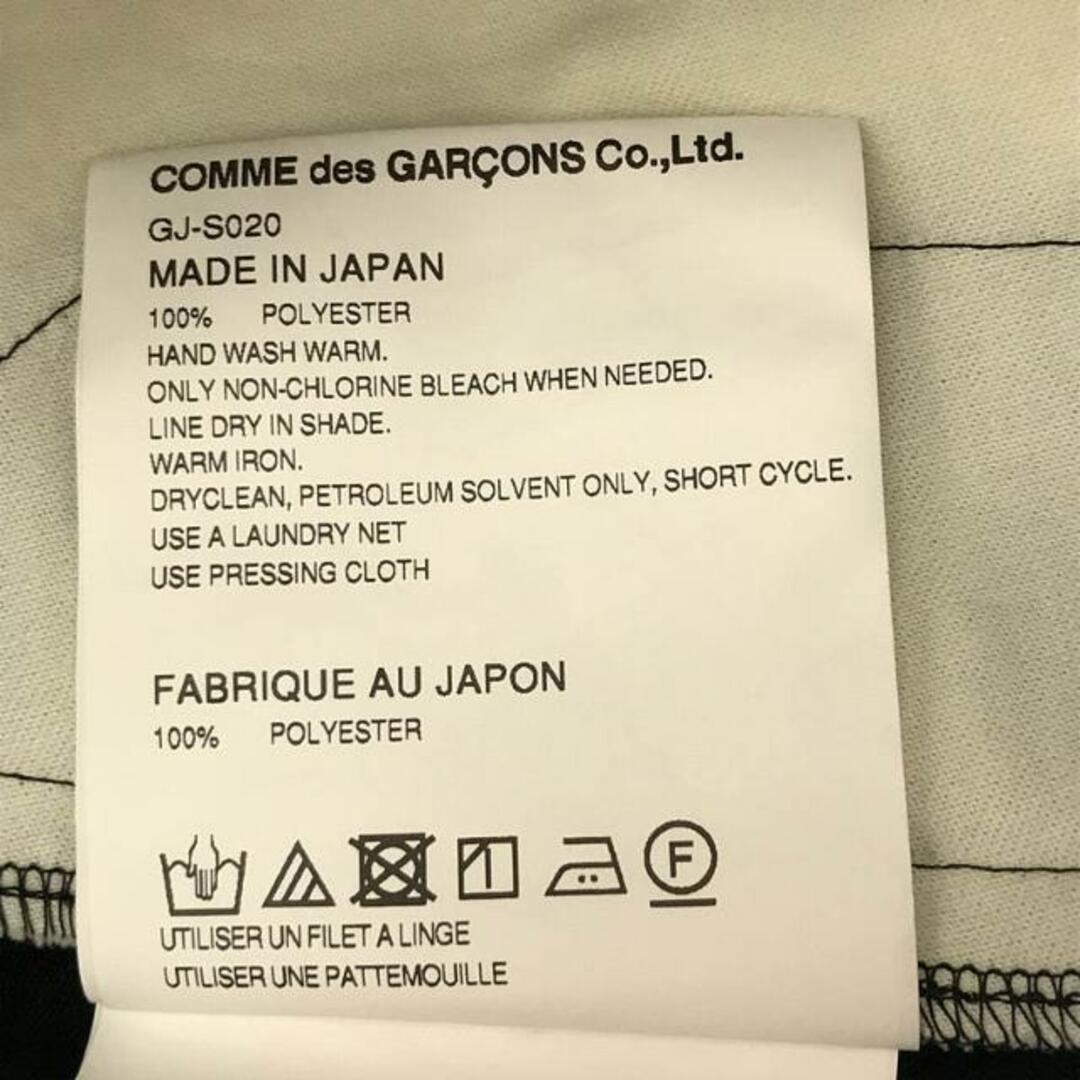 COMME des GARÇONS Co.,Ltd.
GJ-S020
MADE IN JAPAN
100% POLYESTER
HAND WASH WARM.
ONLY NON-CHLORINE BLEACH WHEN NEEDED.
LINE DRY IN SHADE.
WARM IRON.
DRYCLEAN, PETROLEUM SOLVENT ONLY, SHORT CYCLE.
USE A LAUNDRY NET
USE PRESSING CLOTH
FABRIQUE AU JAPON
100% POLYESTER
F
UTILISER UN FILET A LINGE
UTILISER UNE PATTEMOUILLE